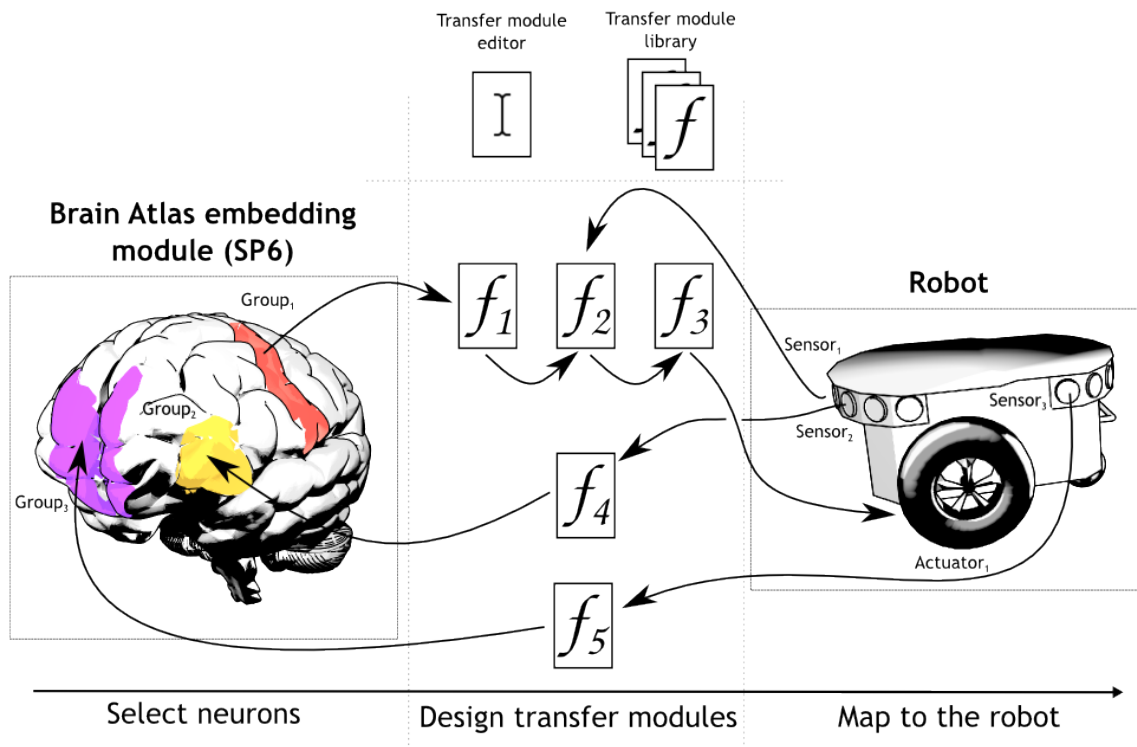 Transfer module
editor
Transfer module
library
I
f
Brain Atlas embedding
module (SP6)
Robot
Group₁
f₁
f₂
f₃
Sensor₁
Group₂
Sensor₃
Sensor₂
Group₃
f₄
Actuator₁
f₅
Select neurons
Design transfer modules
Map to the robot